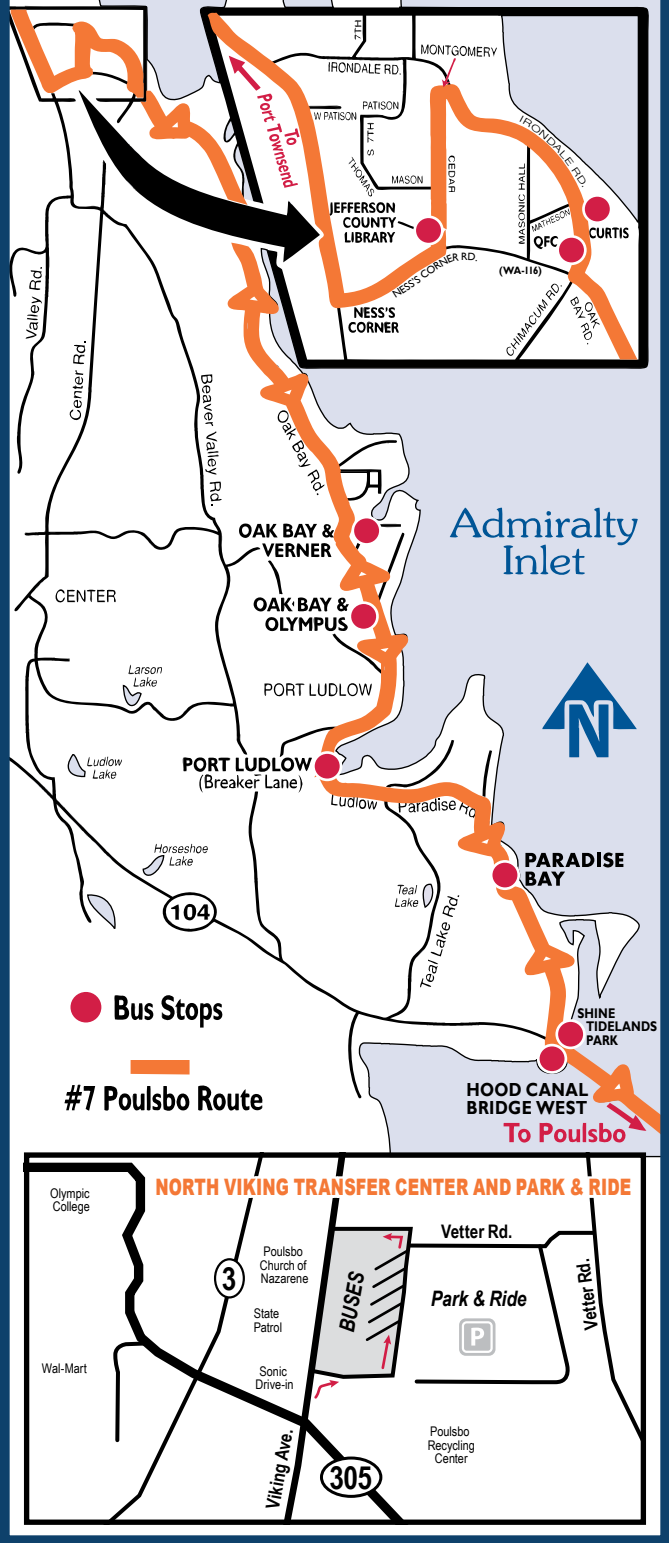 7TH
MONTGOMERY
IRONDALE RD.
PATISON
W PATISON
S 7TH
THOMAS
MASON
CEDAR
MASONIC HALL
IRONDALE RD.
MATHESON
To
Port Townsend
JEFFERSON
COUNTY
LIBRARY
QFC
CURTIS
(WA-116)
NESS'S CORNER RD.
NESS'S
CORNER
CHIMACUM RD.
OAK
BAY RD.
Valley Rd.
Center Rd.
Beaver Valley Rd.
Oak Bay Rd.
OAK BAY &
VERNER
Admiralty
Inlet
CENTER
OAK BAY &
OLYMPUS
Larson
Lake
PORT LUDLOW
N
Ludlow
Lake
PORT LUDLOW
(Breaker Lane)
Ludlow Paradise Rd
Horseshoe
Lake
PARADISE
BAY
Teal
Lake
Teal Lake Rd.
104
Bus Stops
SHINE
TIDELANDS
PARK
#7 Poulsbo Route
HOOD CANAL
BRIDGE WEST
To Poulsbo
NORTH VIKING TRANSFER CENTER AND PARK & RIDE
Olympic
College
Vetter Rd.
Poulsbo
Church of
Nazarene
3
BUSES
Park & Ride
P
Vetter Rd.
State
Patrol
Wal-Mart
Sonic
Drive-in
Poulsbo
Recycling
Center
Viking Ave.
305